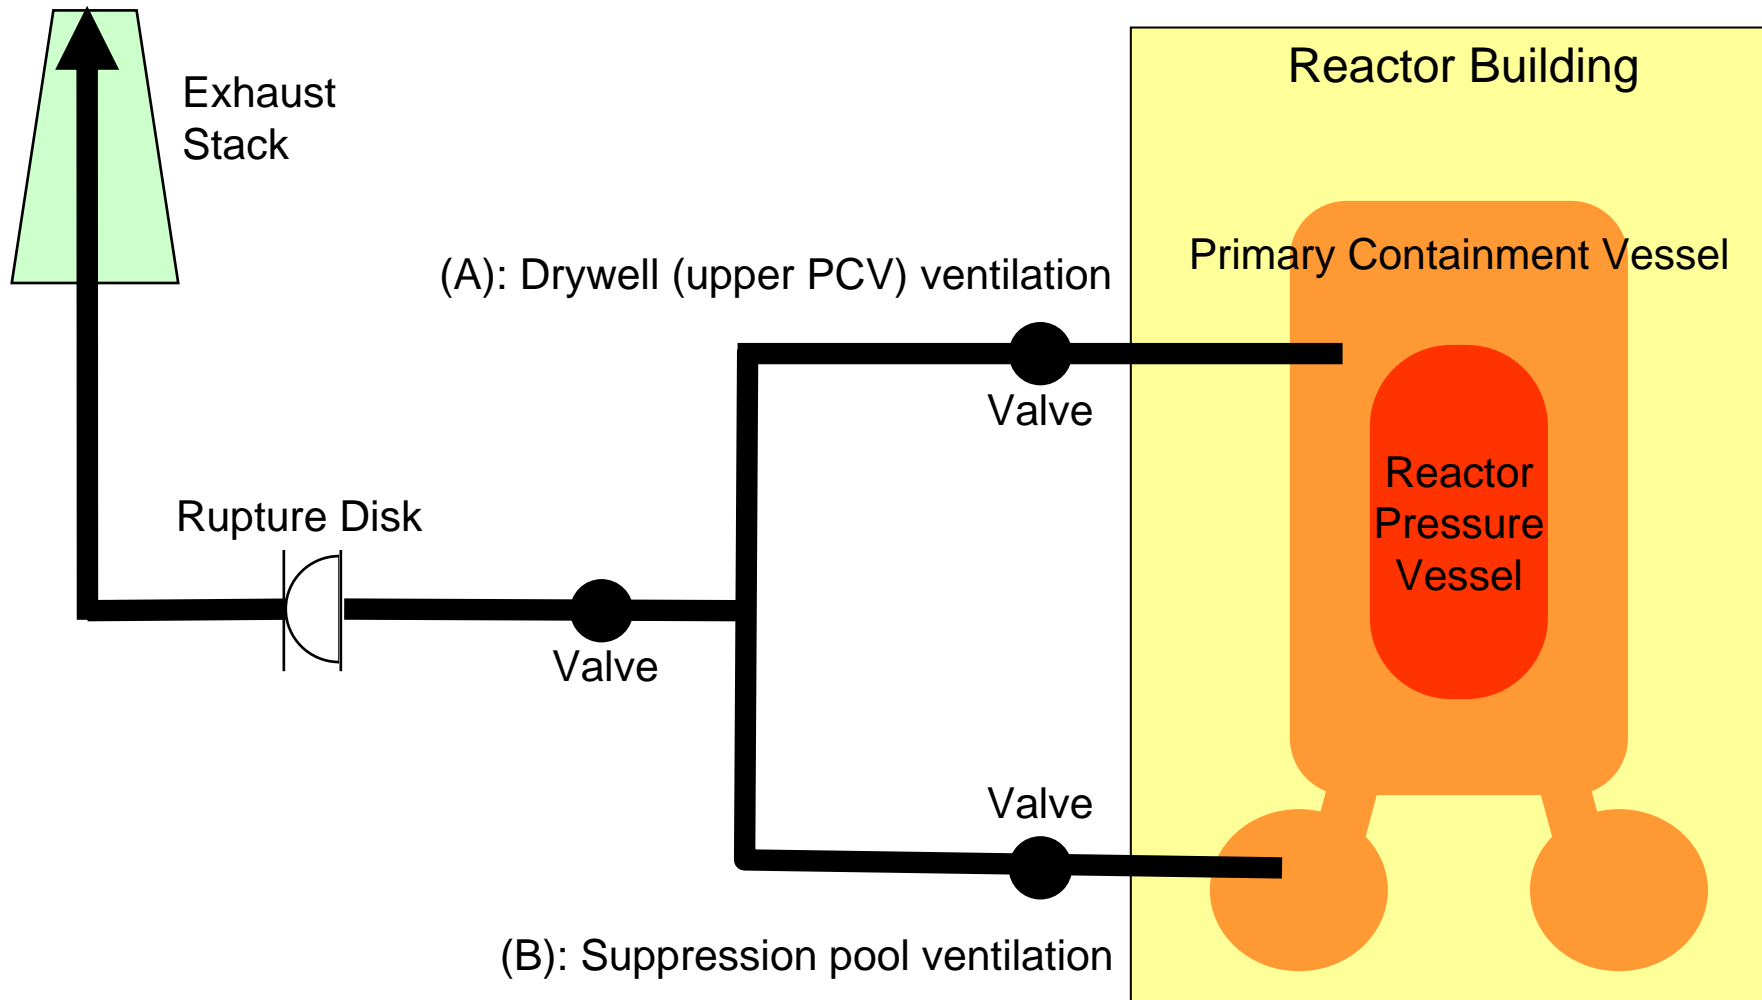 Exhaust
Stack
Reactor Building
Primary Containment Vessel
(A): Drywell (upper PCV) ventilation
Valve
Reactor
Pressure
Vessel
Rupture Disk
Valve
Valve
(B): Suppression pool ventilation